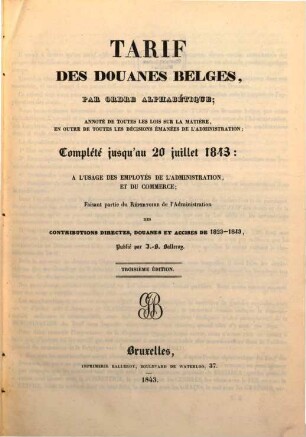 TARIF
DES DOUANES BELGES,
PAR ORDRE ALPHABÉTIQUE;
ANNOTÉ DE TOUTES LES LOIS SUR LA MATIÈRE,
EN OUTRE DE TOUTES LES DÉCISIONS ÉMANÉES DE L'ADMINISTRATION;
Complété jusqu'au 20 juillet 1843:
A L'USAGE DES EMPLOYÉS DE L'ADMINISTRATION,
ET DU COMMERCE;
Faisant partie du RÉPERTOIRE de l'Administration
DES
CONTRIBUTIONS DIRECTES, DOUANES ET ACCISES DE 1820-1843,
Publié par J.-B. Balleroy.
TROISIÈME ÉDITION.
Bruxelles,
IMPRIMERIE BALLEROY, BOULEVARD DE WATERLOO, 37.
1843.